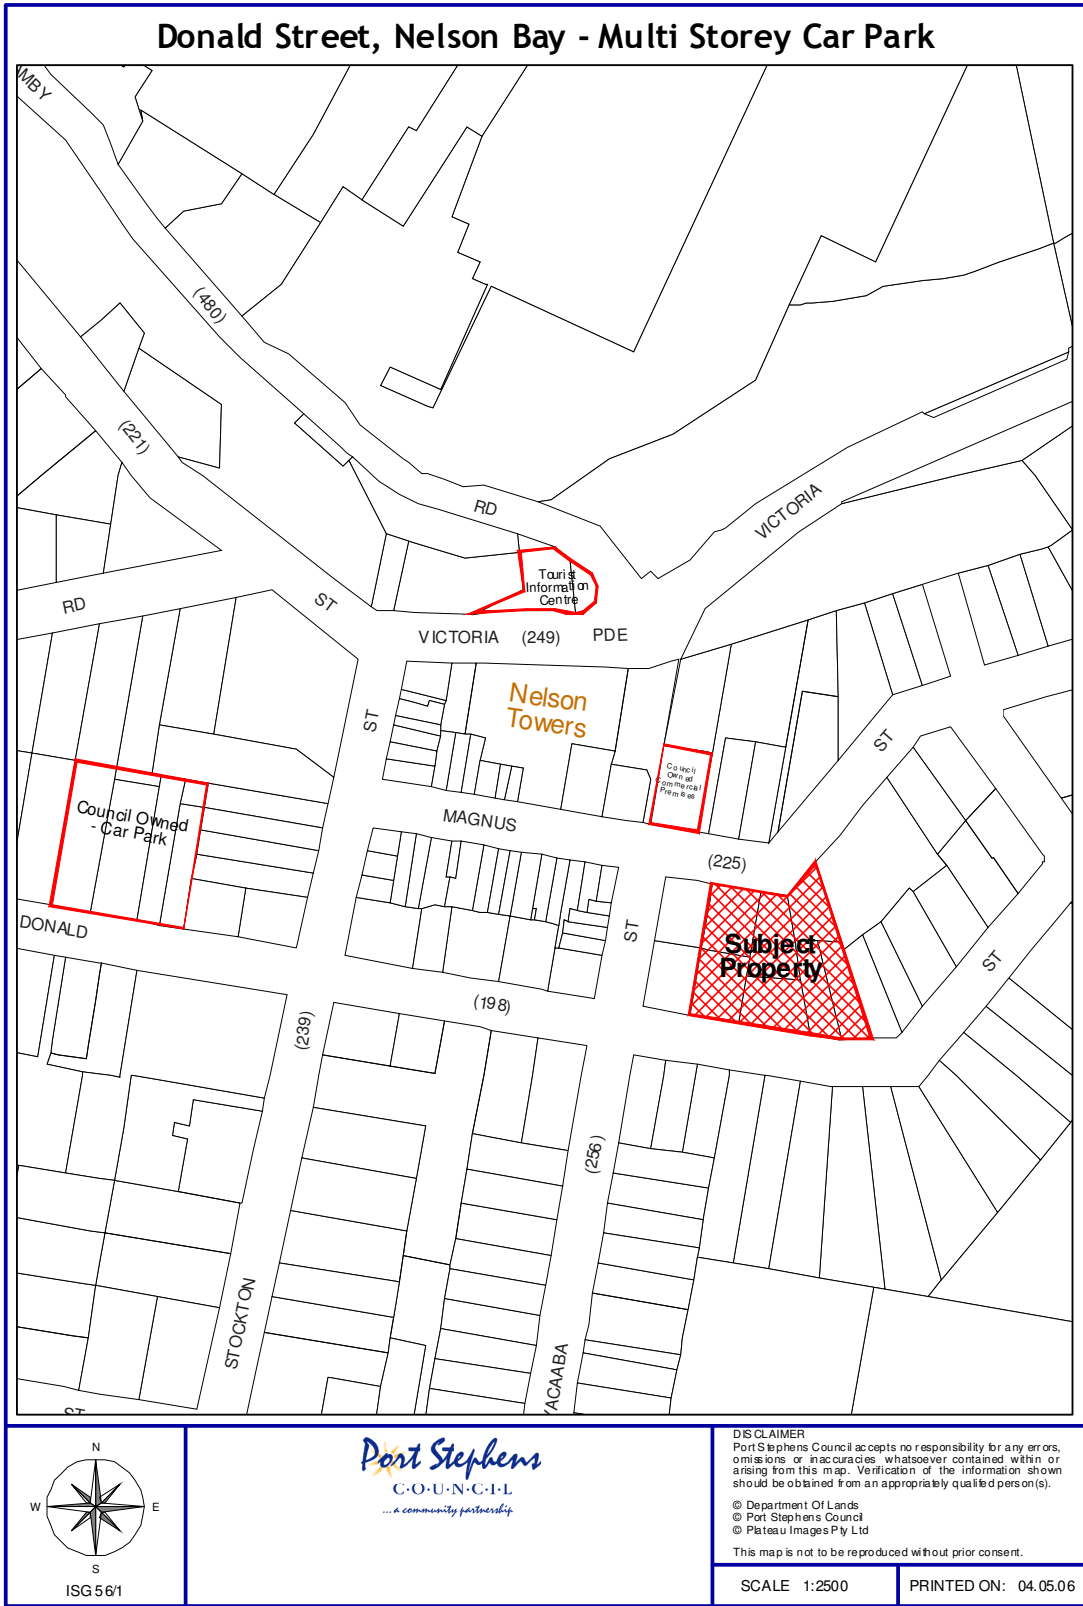 Donald Street, Nelson Bay - Multi Storey Car Park
MBY
(480)
(221)
RD
VICTORIA
Tourist
Information
Centre
RD
ST
VICTORIA (249) PDE
Nelson
Towers
ST
ST
Council
Owned
Commercial
Premises
Council Owned
- Car Park
MAGNUS
(225)
DONALD
ST
Subject
Property
ST
(198)
(239)
(256)
STOCKTON
YACAABA
ST
N
W
E
S
ISG 56/1
Port Stephens
C·O·U·N·C·I·L
... a community partnership
DISCLAIMER
Port Stephens Council accepts no responsibility for any errors,
omissions or inaccuracies whatsoever contained within or
arising from this map. Verification of the information shown
should be obtained from an appropriately qualified person(s).
© Department Of Lands
© Port Stephens Council
© Plateau Images Pty Ltd
This map is not to be reproduced without prior consent.
SCALE 1:2500
PRINTED ON: 04.05.06